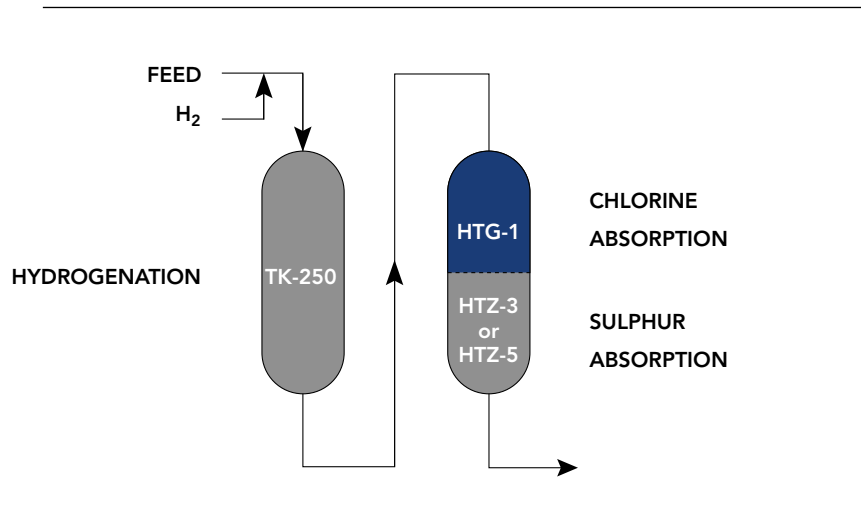 FEED
H₂
HYDROGENATION
TK-250
HTG-1
HTZ-3
or
HTZ-5
CHLORINE
ABSORPTION
SULPHUR
ABSORPTION